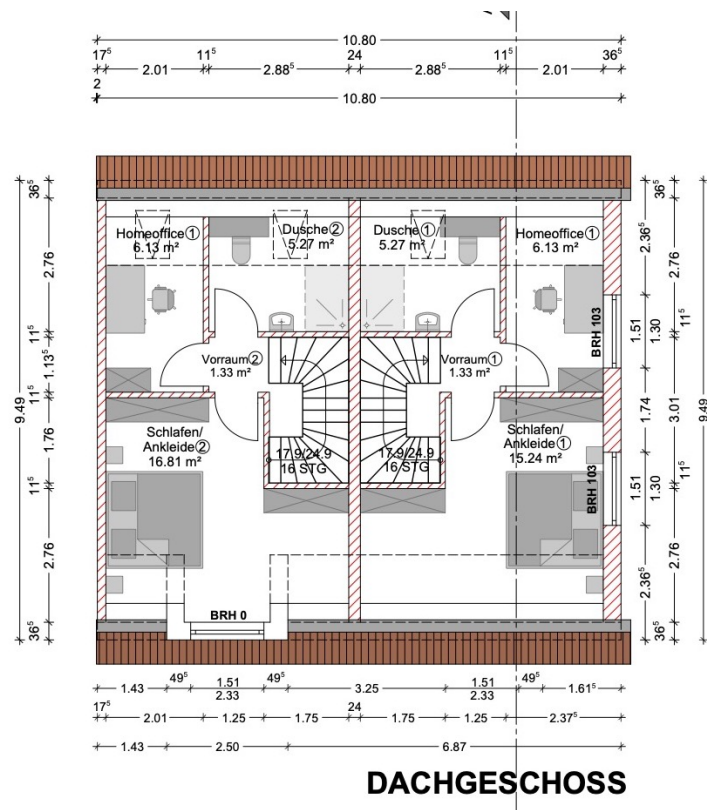 10.80
17⁵ 11⁵ 24 11⁵ 36⁵
2.01 2.88⁵ 2.88⁵ 2.01
2
10.80
36⁵ 36⁵ 36⁵
Homeoffice② Dusche② Dusche① Homeoffice①
6.13 m² 5.27 m² 5.27 m² 6.13 m²
2.76 2.36⁵ 2.76
BRH 103
11⁵ 1.51 1.30 11⁵
1.13⁵
Vorraum② Vorraum①
1.33 m² 1.33 m²
9.49 11⁵ 1.74 3.01 9.49
Schlafen/ Schlafen/
Ankleide② Ankleide①
16.81 m² 15.24 m²
1.76
17.9/24.9 17.9/24.9
16 STG 16 STG
BRH 103
11⁵ 1.51 1.30 11⁵
2.76 2.36⁵ 2.76
BRH 0
36⁵ 36⁵ 36⁵
1.43 49⁵ 1.51 49⁵ 3.25 1.51 49⁵ 1.61⁵
2.33 2.33
17⁵ 24
2.01 1.25 1.75 1.75 1.25 2.37⁵
1.43 2.50 6.87
DACHGESCHOSS